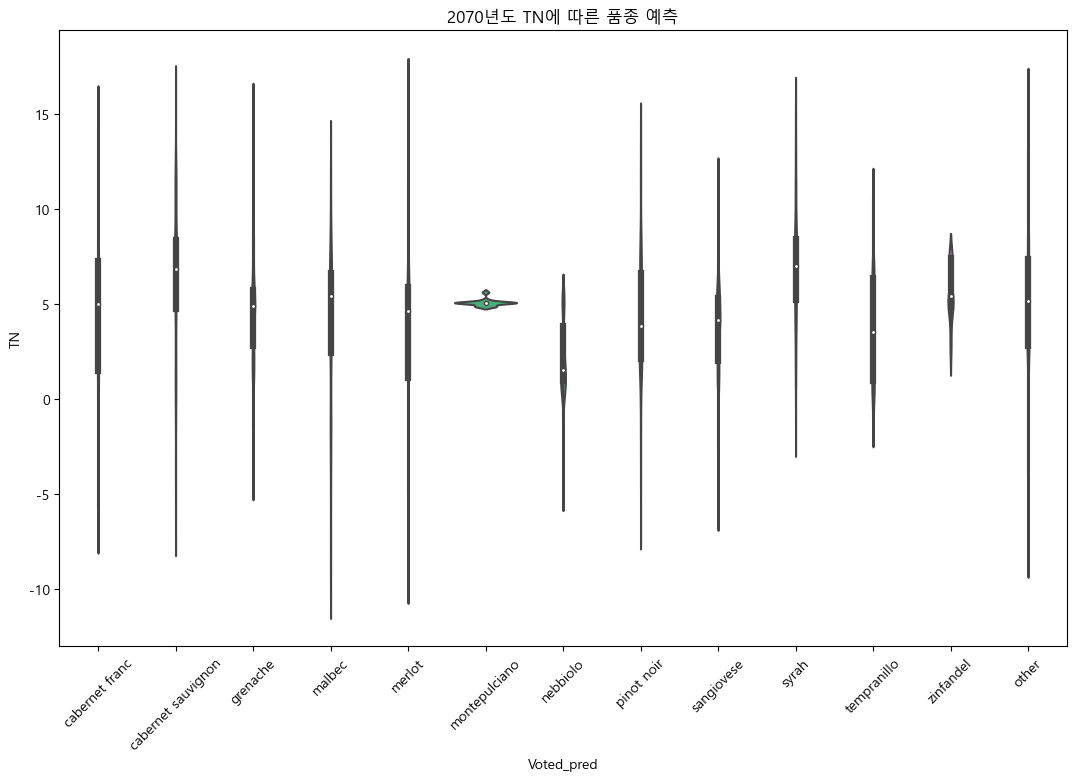 2070년도 TN에 따른 품종 예측
TN
15
10
5
0
-5
-10
cabernet franc
cabernet sauvignon
grenache
malbec
merlot
montepulciano
nebbiolo
pinot noir
sangiovese
syrah
tempranillo
zinfandel
other
Voted_pred